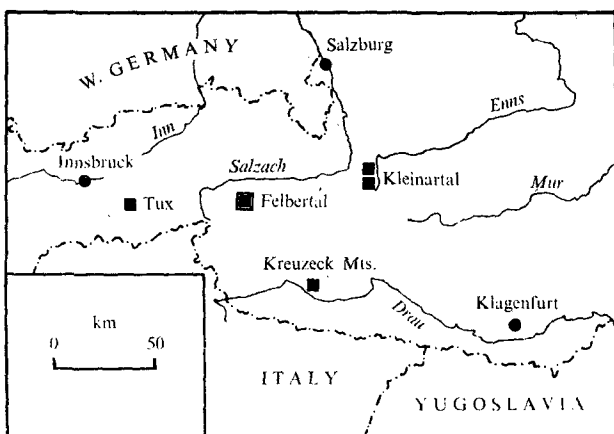 Salzburg
W. GERMANY
Enns
Inn
Innsbruck
Salzach
Kleinartal
Mur
Tux
Felbertal
Kreuzeck Mts.
Klagenfurt
Drau
km
0 50
ITALY
YUGOSLAVIA